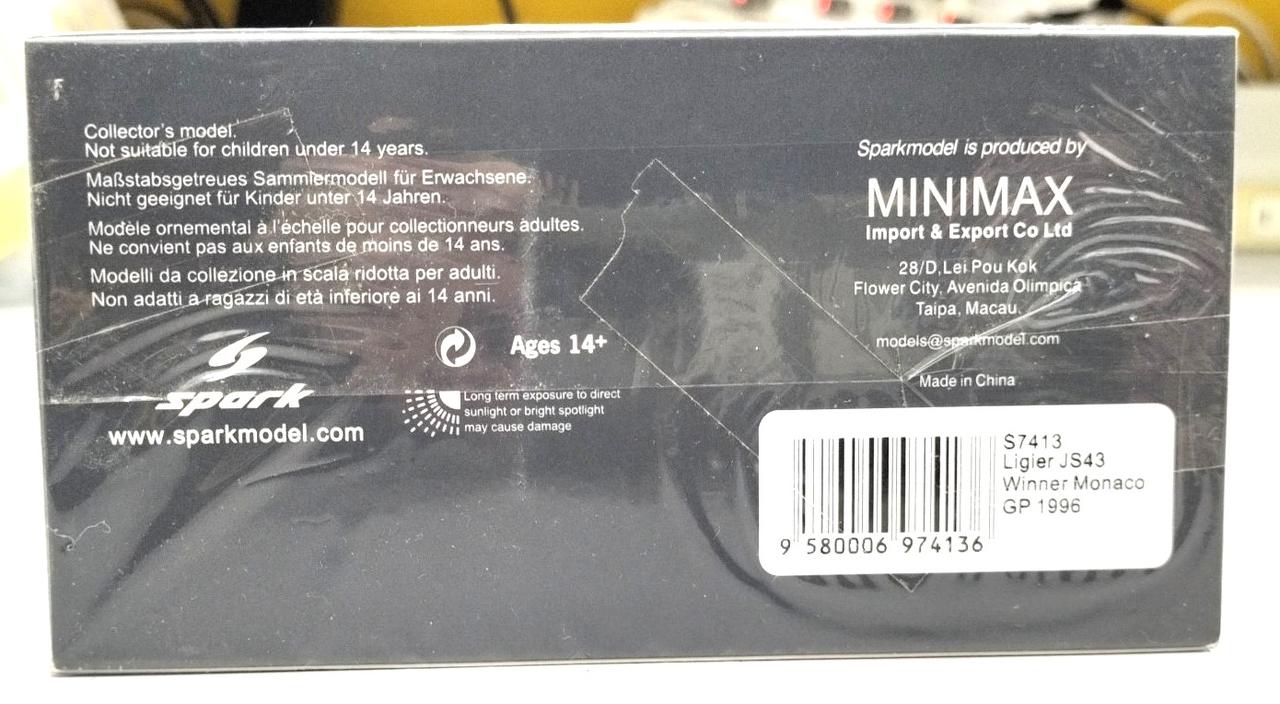 Collector's model.
Not suitable for children under 14 years.
Maßstabsgetreues Sammlermodell für Erwachsene.
Nicht geeignet für Kinder unter 14 Jahren.
Modèle ornemental à l'échelle pour collectionneurs adultes.
Ne convient pas aux enfants de moins de 14 ans.
Modelli da collezione in scala ridotta per adulti.
Non adatti a ragazzi di età inferiore ai 14 anni.
Ages 14+
spark
www.sparkmodel.com
Long term exposure to direct
sunlight or bright spotlight
may cause damage
Sparkmodel is produced by
MINIMAX
Import & Export Co Ltd
28/D, Lei Pou Kok
Flower City, Avenida Olimpica
Taipa, Macau.
models@sparkmodel.com
Made in China
S7413
Ligier JS43
Winner Monaco
GP 1996
9 580006 974136